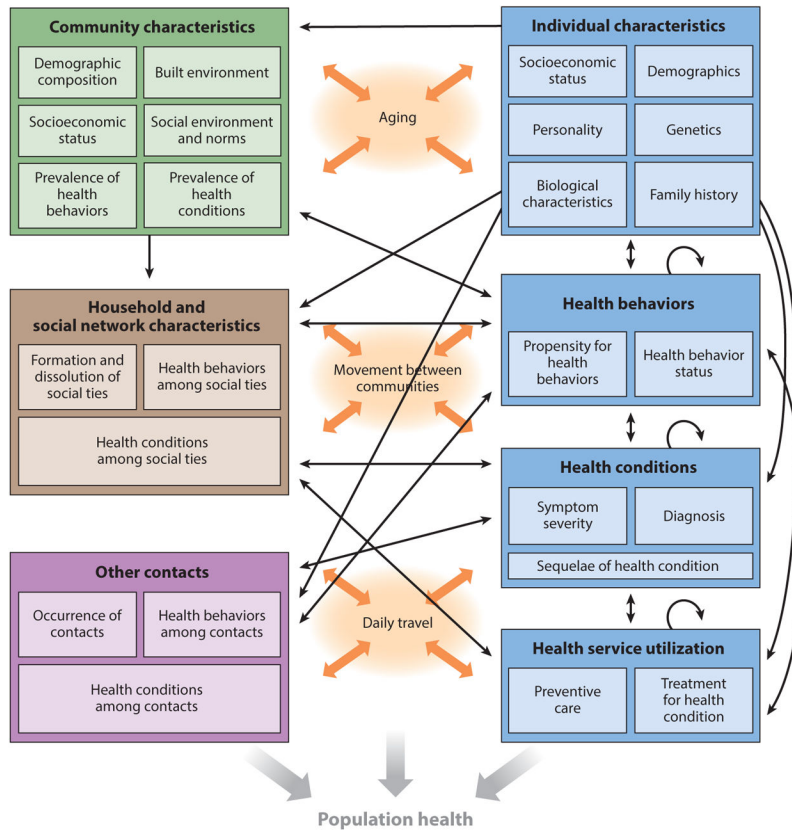 Community characteristics
Demographic
composition
Built environment
Socioeconomic
status
Social environment
and norms
Prevalence of
health
behaviors
Prevalence of
health
conditions
Aging
Individual characteristics
Socioeconomic
status
Demographics
Personality
Genetics
Biological
characteristics
Family history
Household and
social network characteristics
Formation and
dissolution of
social ties
Health behaviors
among social ties
Health conditions
among social ties
Movement between
communities
Health behaviors
Propensity for
health
behaviors
Health behavior
status
Health conditions
Symptom
severity
Diagnosis
Sequelae of health condition
Other contacts
Occurrence of
contacts
Health behaviors
among contacts
Health conditions
among contacts
Daily travel
Health service utilization
Preventive
care
Treatment
for health
condition
Population health